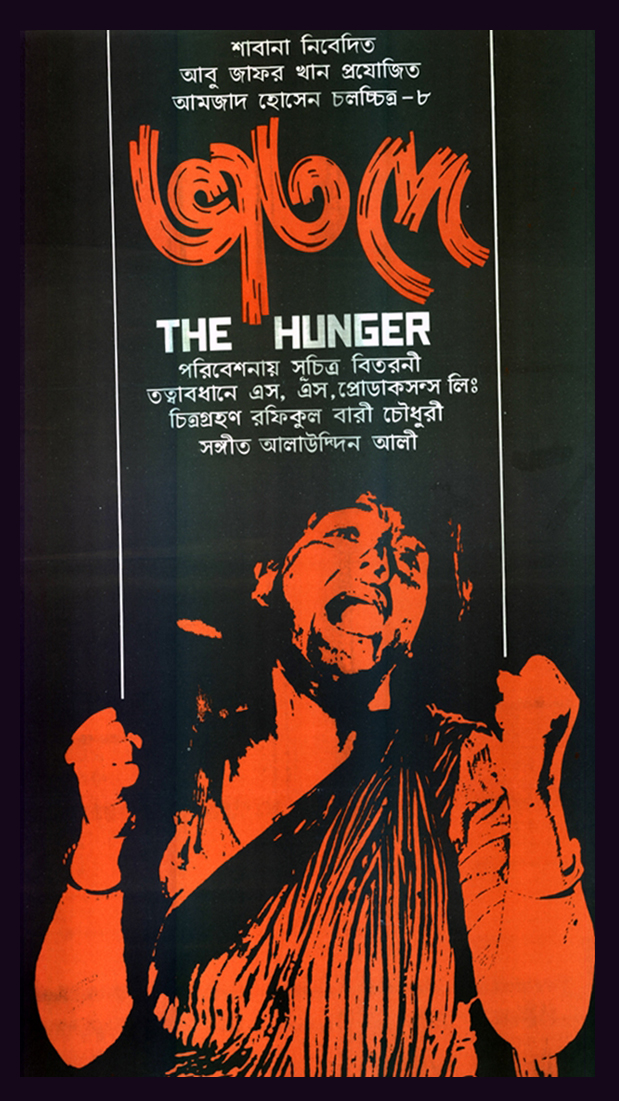 শাবানা নিবেদিত
আবু জাফর খান প্রযোজিত
আমজাদ হোসেন চলচ্চিত্র-৮
ভাত দে
THE HUNGER
পরিবেশনায় সূচিত্র বিতরনী
তত্বাবধানে এস, এস, প্রোডাকসন্স লিঃ
চিত্রগ্রহণ রফিকুল বারী চৌধুরী
সঙ্গীত আলাউদ্দিন আলী